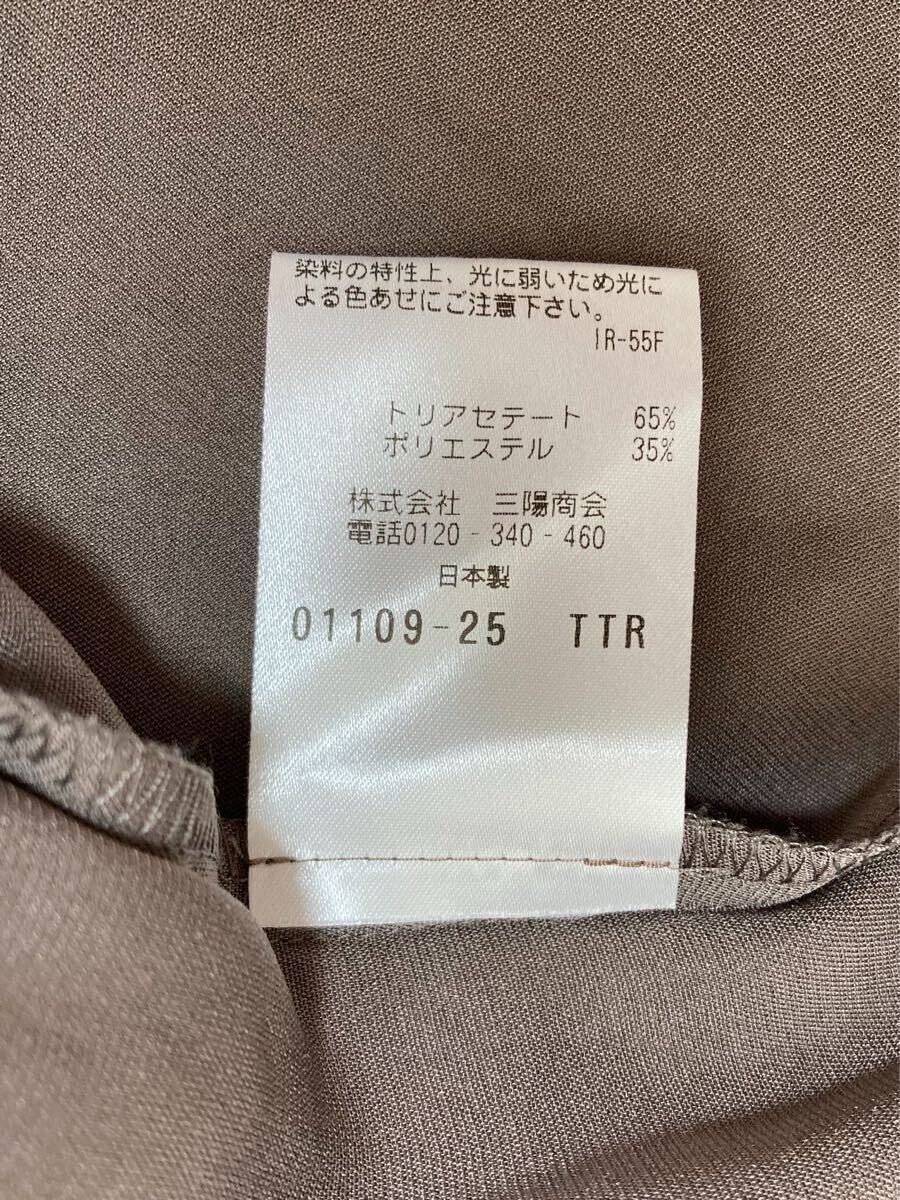 染料の特性上、光に弱いため光に
よる色あせにご注意下さい。
IR-55F
トリアセテート 65%
ポリエステル 35%
株式会社 三陽商会
電話0120-340-460
日本製
01109-25 TTR